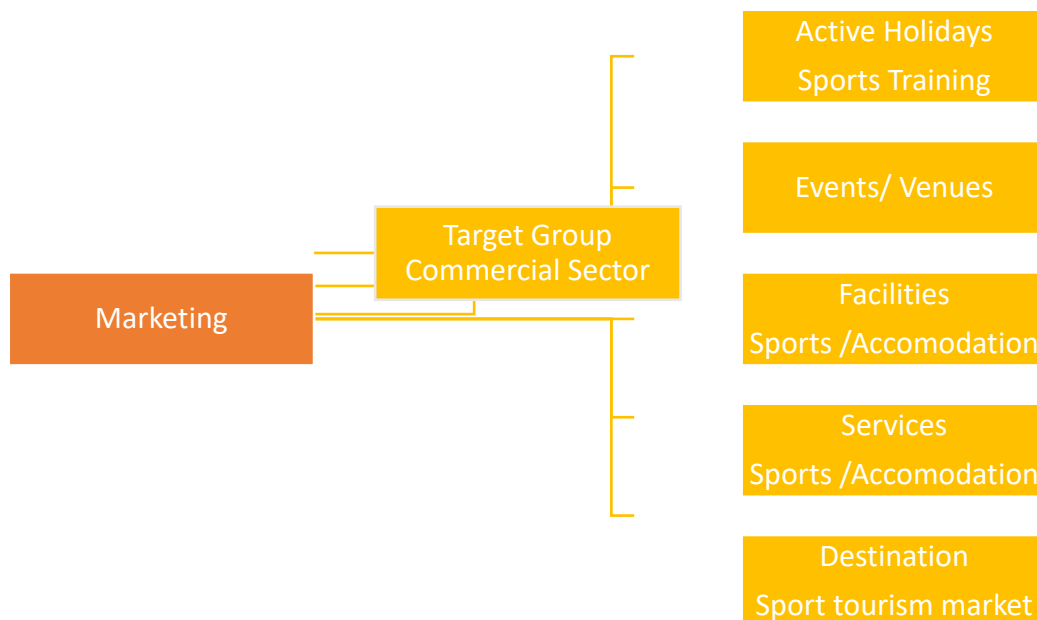 Marketing
Target Group
Commercial Sector
Active Holidays
Sports Training
Events/ Venues
Facilities
Sports /Accomodation
Services
Sports /Accomodation
Destination
Sport tourism market